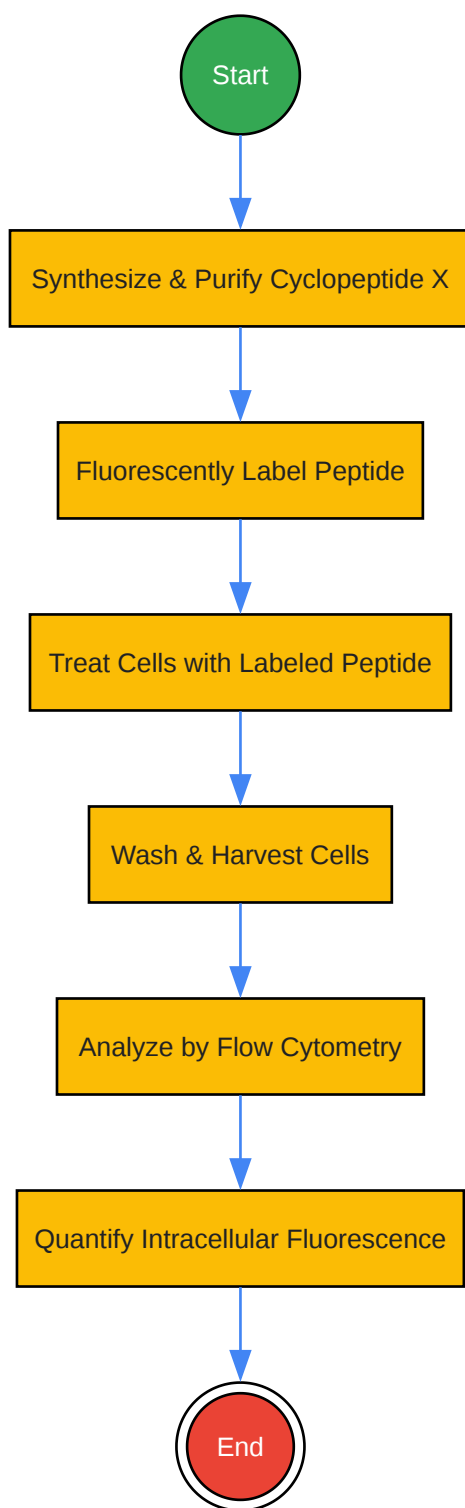 Start
Synthesize & Purify Cyclopeptide X
Fluorescently Label Peptide
Treat Cells with Labeled Peptide
Wash & Harvest Cells
Analyze by Flow Cytometry
Quantify Intracellular Fluorescence
End